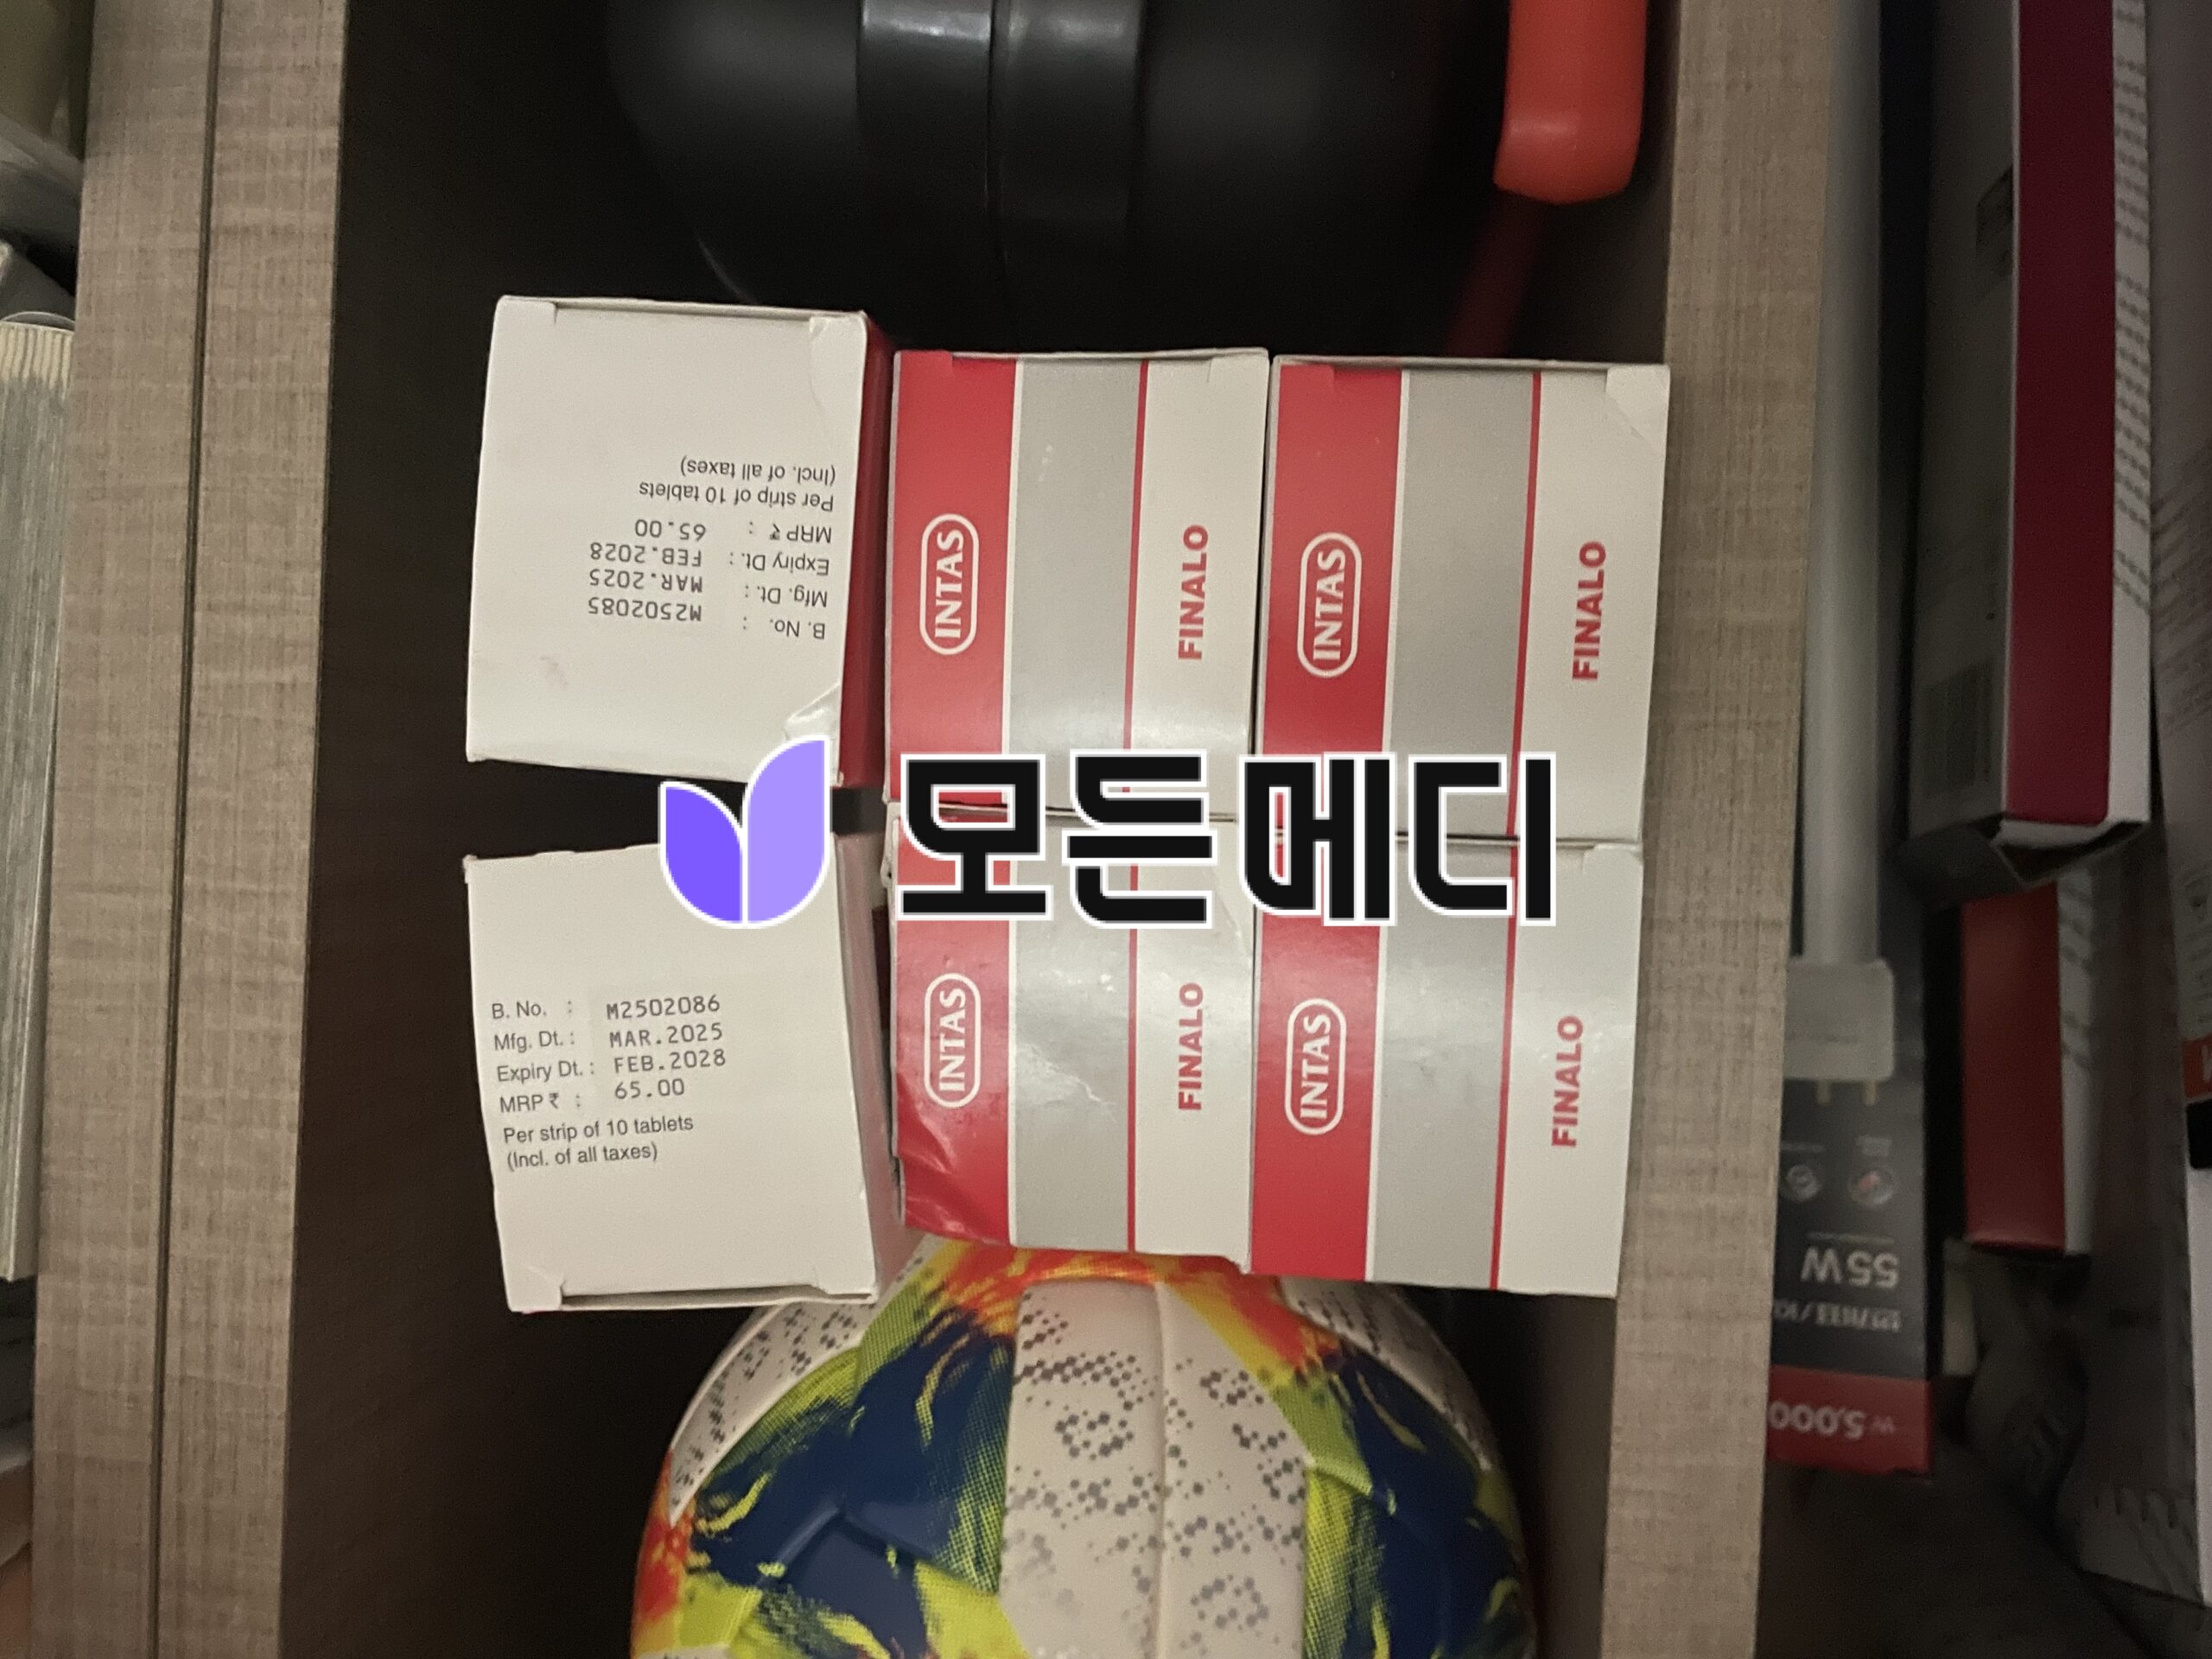 (Incl. of all taxes)
Per strip of 10 tablets
MRP ₹ : 65.00
Expiry Dt. : FEB.2028
Mfg. Dt. : MAR.2025
B. No. : M2502085
INTAS
FINALO
INTAS
FINALO
모든메디
B. No. : M2502086
Mfg. Dt. : MAR.2025
Expiry Dt. : FEB.2028
MRP ₹ : 65.00
Per strip of 10 tablets
(Incl. of all taxes)
INTAS
FINALO
INTAS
FINALO
55W
₩5,000